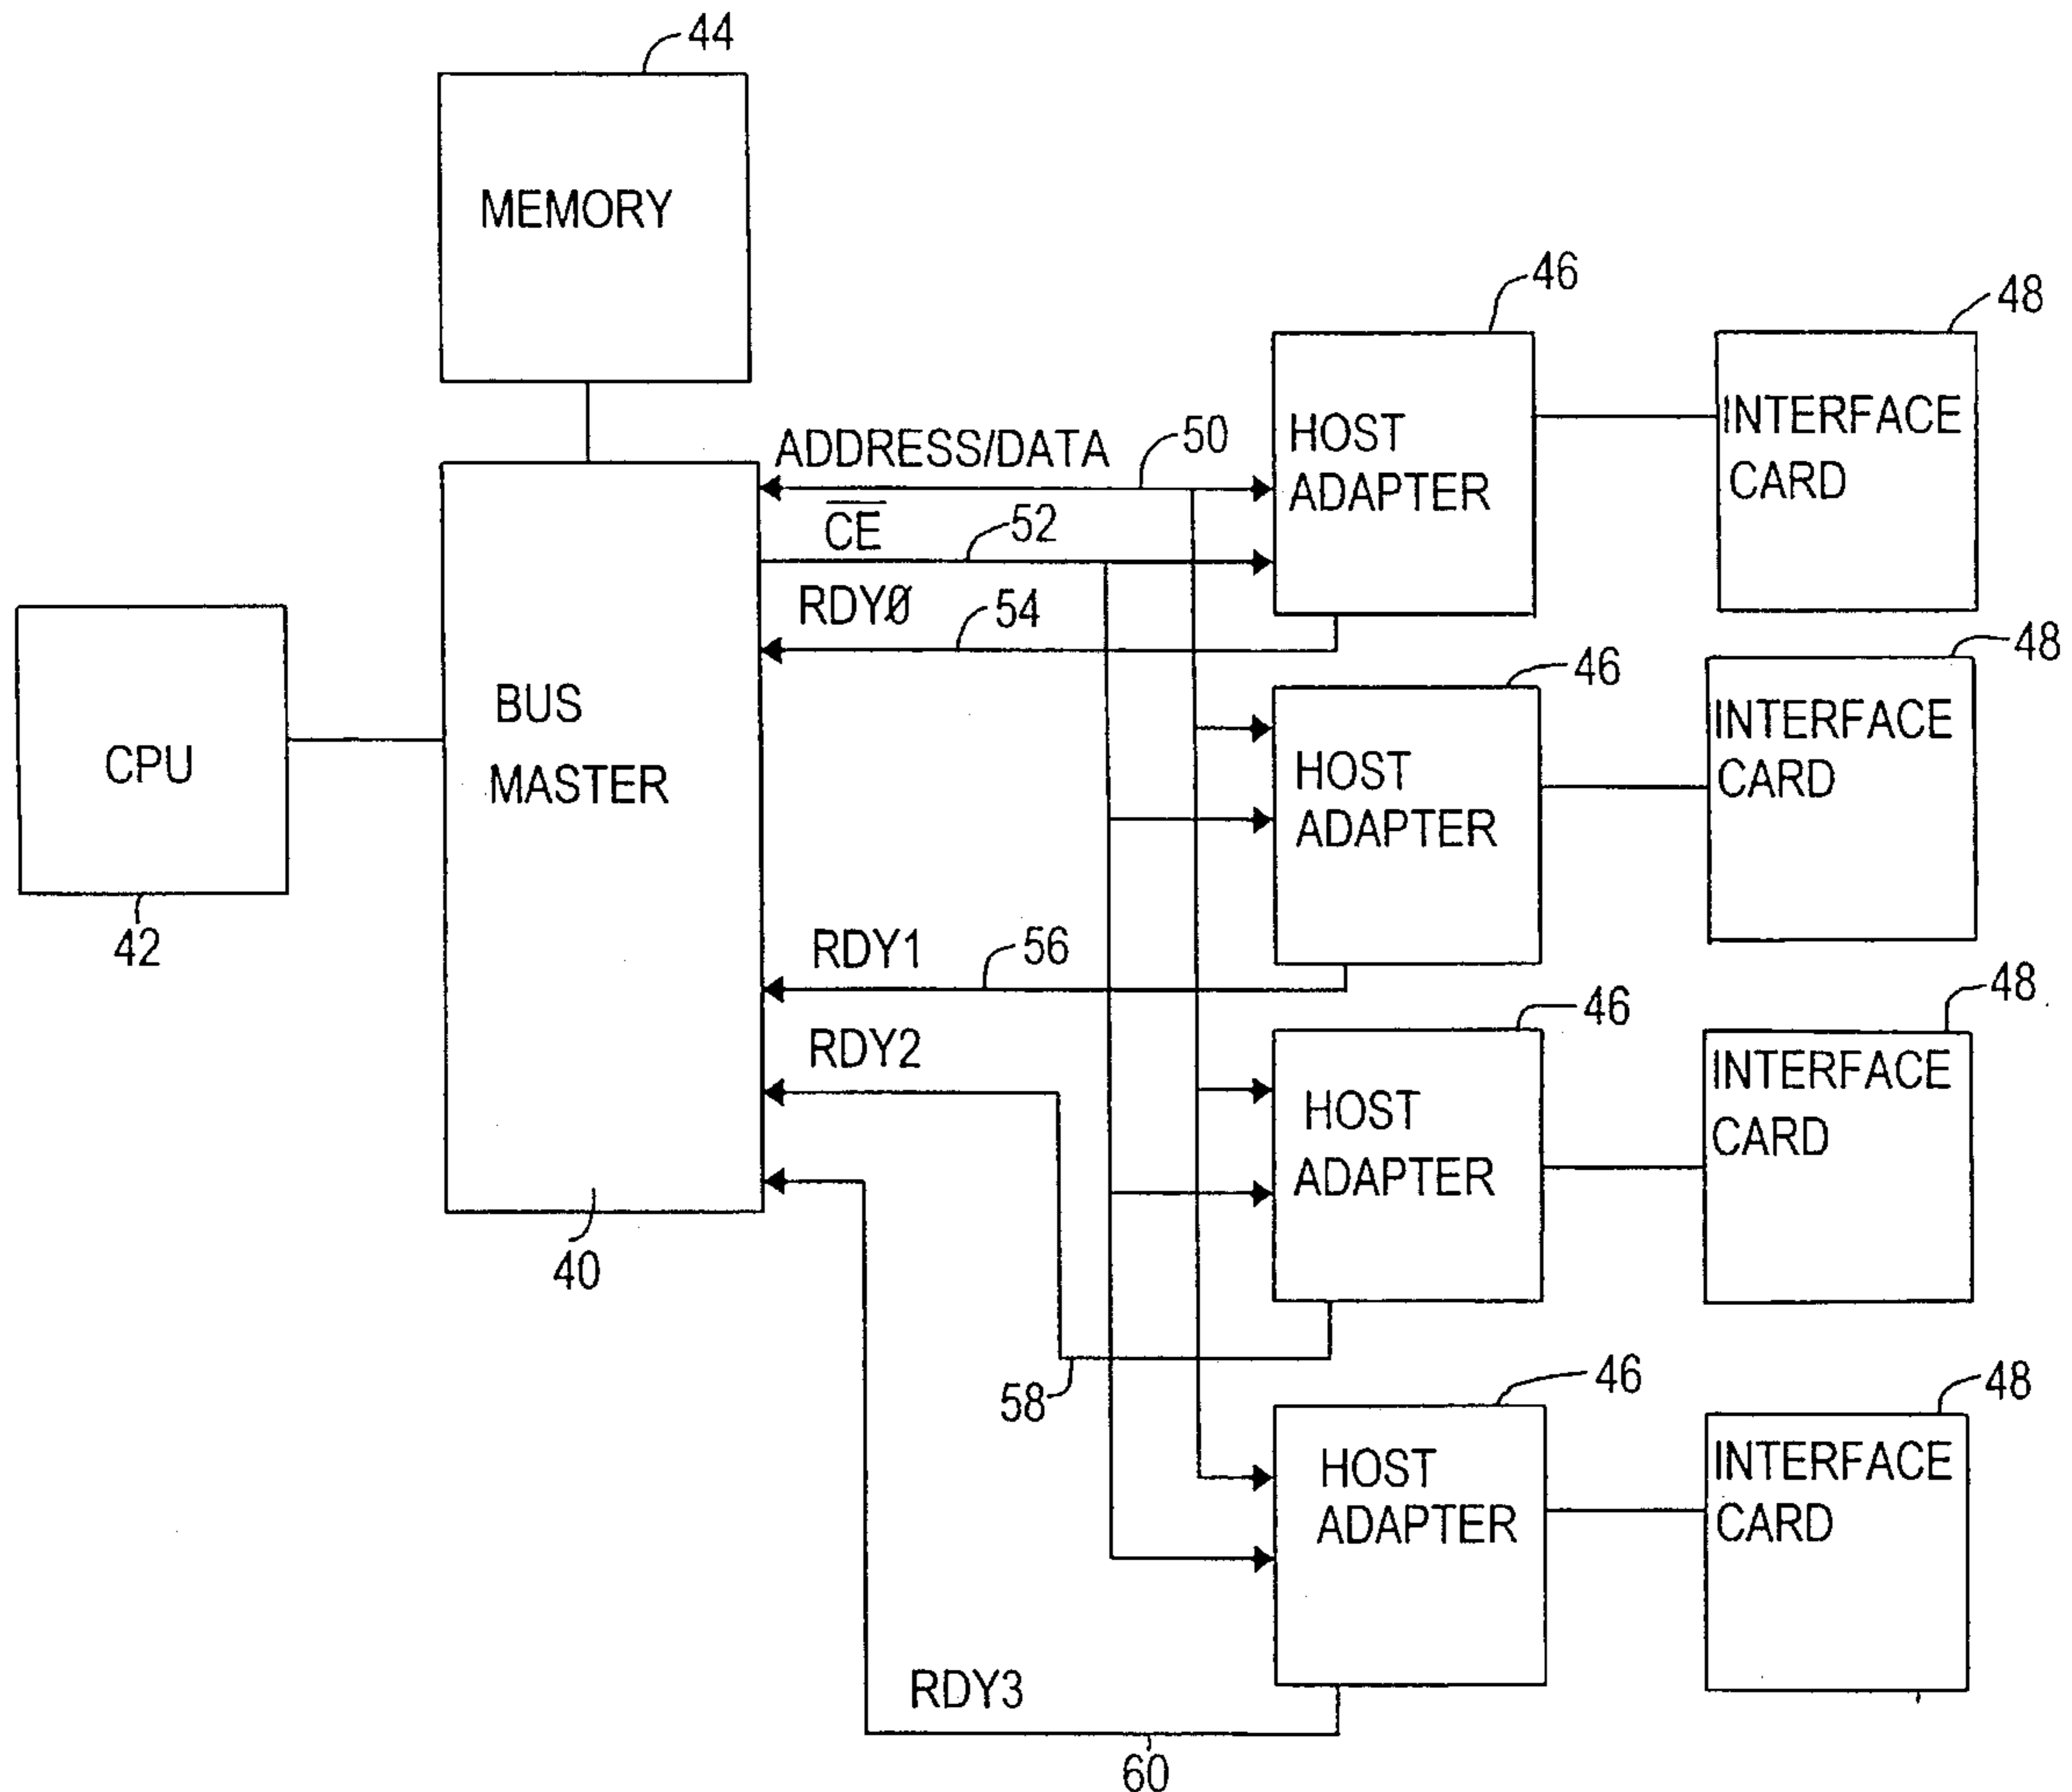 44
MEMORY
46
48
ADDRESS/DATA
50
HOST
ADAPTER
INTERFACE
CARD
C̅E̅
52
RDYØ
54
46
48
BUS
MASTER
CPU
42
HOST
ADAPTER
INTERFACE
CARD
RDY1
56
46
48
RDY2
HOST
ADAPTER
INTERFACE
CARD
40
58
46
48
HOST
ADAPTER
INTERFACE
CARD
RDY3
60